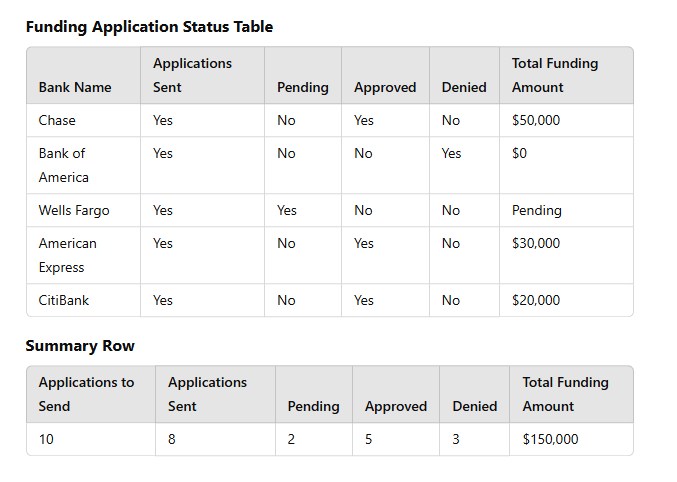 Funding Application Status Table
Applications Total Funding
Bank Name Sent Pending Approved Denied Amount
Chase Yes No Yes No $50,000
Bank of Yes No No Yes $0
America
Wells Fargo Yes Yes No No Pending
American Yes No Yes No $30,000
Express
CitiBank Yes No Yes No $20,000
Summary Row
Applications to Applications Total Funding
Send Sent Pending Approved Denied Amount
10 8 2 5 3 $150,000